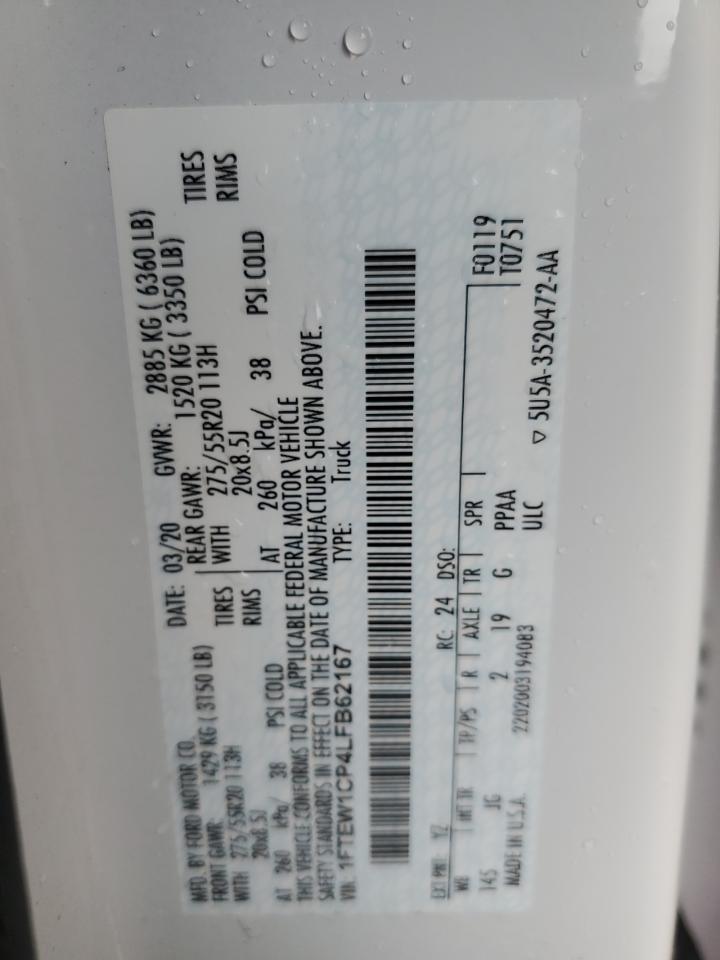 MFD. BY FORD MOTOR CO. DATE: 03/20 GVWR: 2885 KG ( 6360 LB)
FRONT GAWR: 1429 KG ( 3150 LB) REAR GAWR: 1520 KG ( 3350 LB)
WITH 275/55R20 113H TIRES WITH 275/55R20 113H TIRES
20x8.5J RIMS 20x8.5J RIMS
AT 260 kPa/ 38 PSI COLD AT 260 kPa/ 38 PSI COLD
THIS VEHICLE CONFORMS TO ALL APPLICABLE FEDERAL MOTOR VEHICLE
SAFETY STANDARDS IN EFFECT ON THE DATE OF MANUFACTURE SHOWN ABOVE.
VIN: 1FTEW1CP4LFB62167 TYPE: Truck
EXT PNT: YZ RC: 24 DSO:
WB INT TR TP/PS R AXLE TR SPR F0119
145 JG 2 19 G PPAA T0751
MADE IN U.S.A. 2202003194083 ULC ▽ 5U5A-3520472-AA